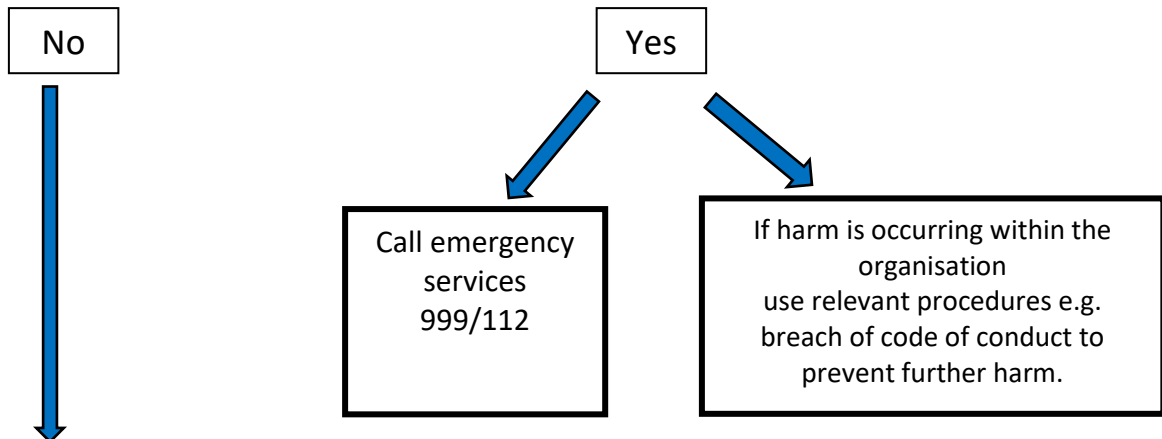 No
Yes
Call emergency
services
999/112
If harm is occurring within the
organisation
use relevant procedures e.g.
breach of code of conduct to
prevent further harm.